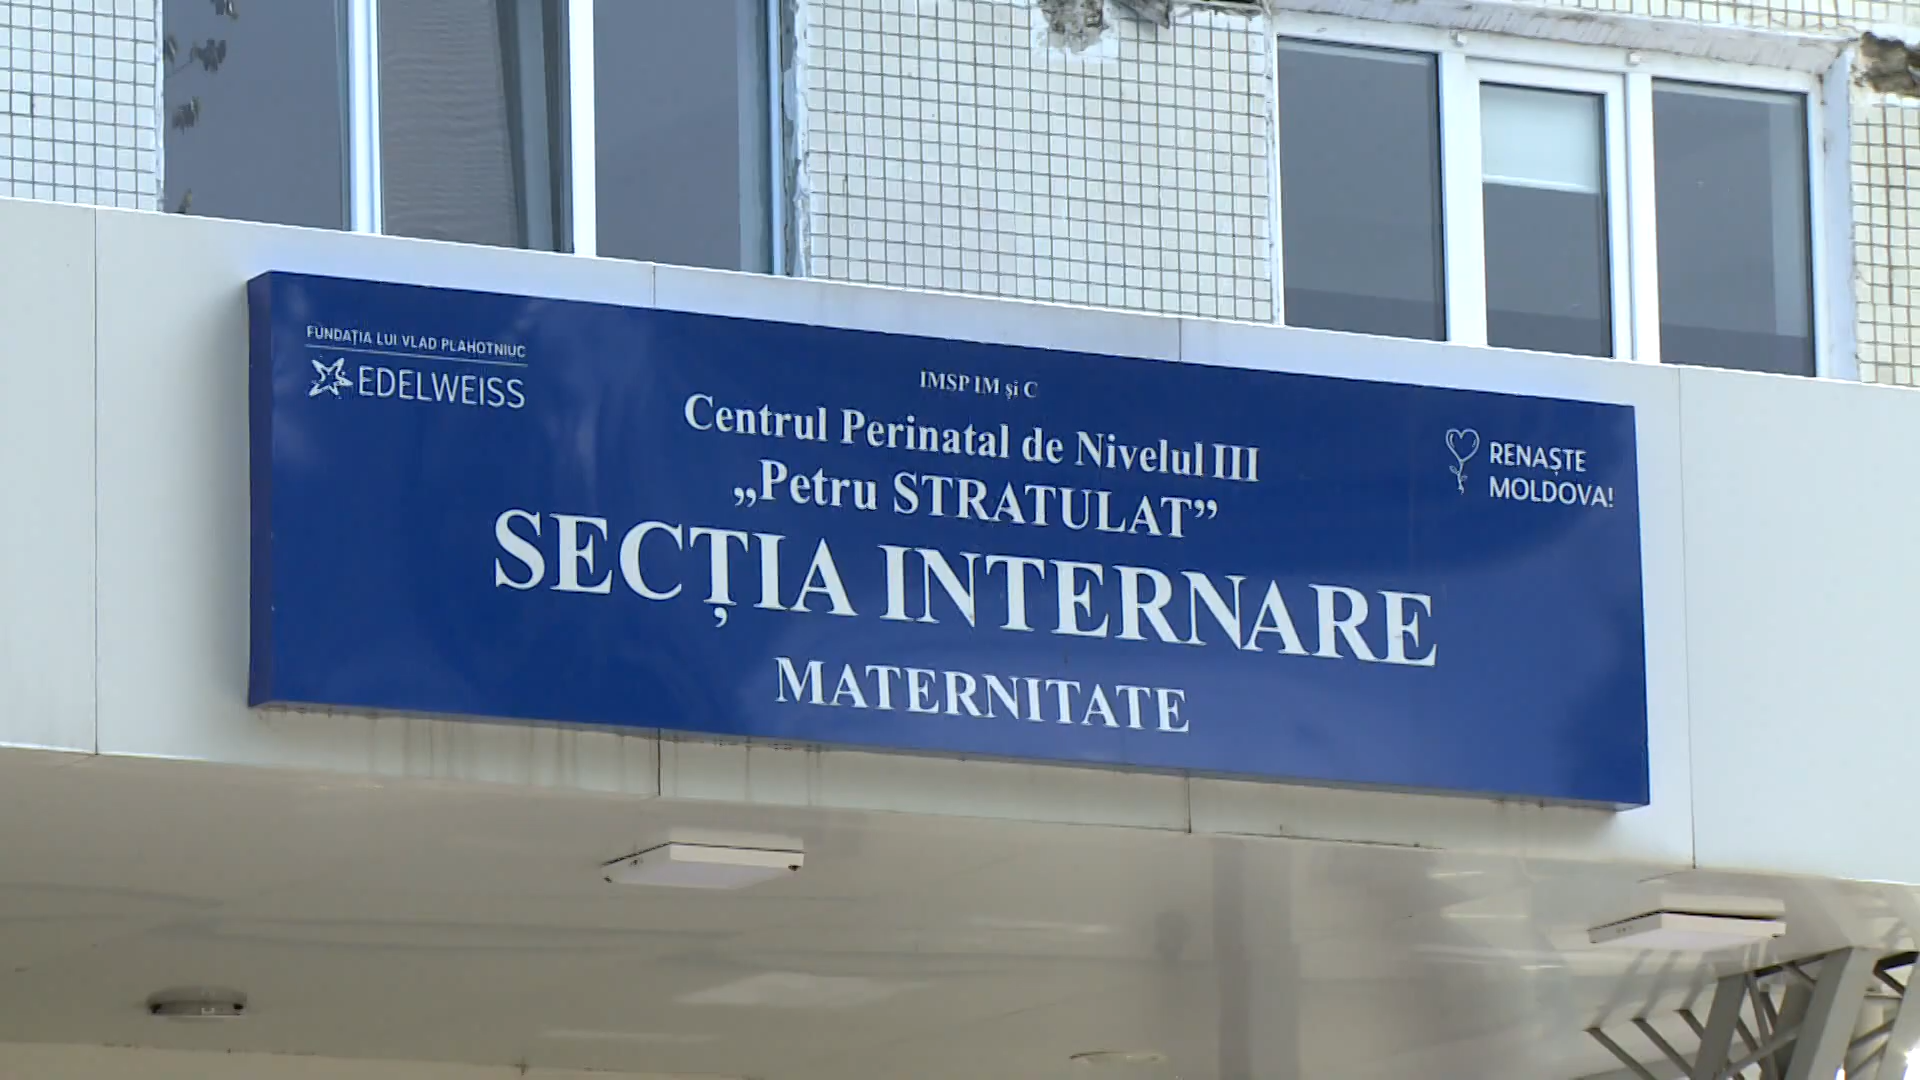 FUNDAȚIA LUI VLAD PLAHOTNIUC
EDELWEISS
IMSP IM și C
Centrul Perinatal de Nivelul III
„Petru STRATULAT”
SECȚIA INTERNARE
MATERNITATE
RENAȘTE
MOLDOVA!